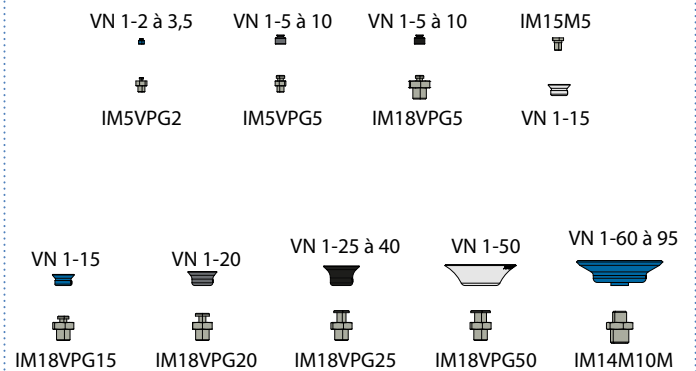 VN 1-2 à 3,5 VN 1-5 à 10 VN 1-5 à 10 IM15M5
IM5VPG2 IM5VPG5 IM18VPG5 VN 1-15
VN 1-15 VN 1-20 VN 1-25 à 40 VN 1-50 VN 1-60 à 95
IM18VPG15 IM18VPG20 IM18VPG25 IM18VPG50 IM14M10M